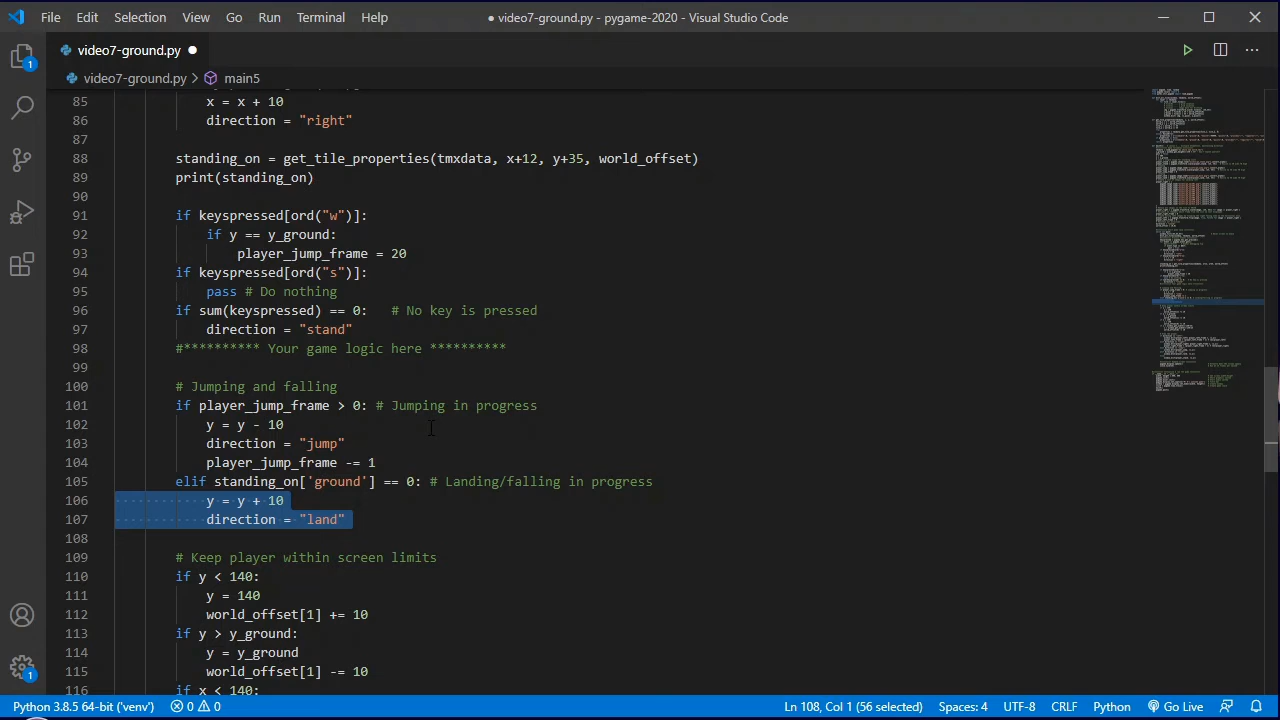 File Edit Selection View Go Run Terminal Help ● video7-ground.py - pygame-2020 - Visual Studio Code
video7-ground.py ●
video7-ground.py > main5
85 x = x + 10
86 direction = "right"
87
88 standing_on = get_tile_properties(tmxdata, x+12, y+35, world_offset)
89 print(standing_on)
90
91 if keyspressed[ord("w")]:
92 if y == y_ground:
93 player_jump_frame = 20
94 if keyspressed[ord("s")]:
95 pass # Do nothing
96 if sum(keyspressed) == 0:   # No key is pressed
97 direction = "stand"
98 #********** Your game logic here **********
99
100 # Jumping and falling
101 if player_jump_frame > 0: # Jumping in progress
102 y = y - 10
103 direction = "jump"
104 player_jump_frame -= 1
105 elif standing_on['ground'] == 0: # Landing/falling in progress
106 y = y + 10
107 direction = "land"
108
109 # Keep player within screen limits
110 if y < 140:
111 y = 140
112 world_offset[1] += 10
113 if y > y_ground:
114 y = y_ground
115 world_offset[1] -= 10
116 if x < 140:
1
1
Python 3.8.5 64-bit ('venv') 0 0 Ln 108, Col 1 (56 selected) Spaces: 4 UTF-8 CRLF Python Go Live